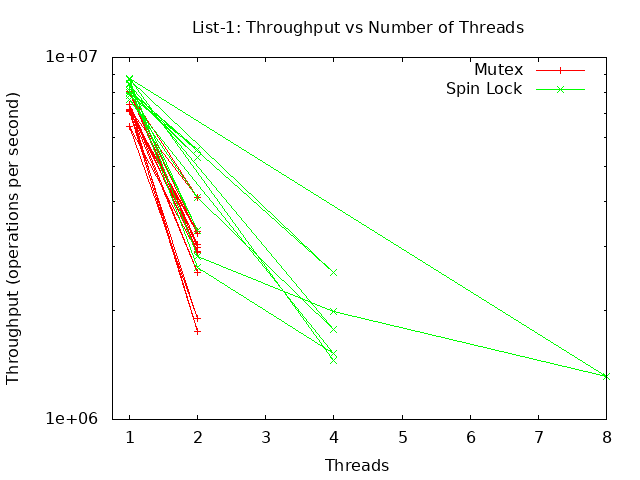 List-1: Throughput vs Number of Threads
1e+07
Mutex
Spin Lock
Throughput (operations per second)
1e+06
1 2 3 4 5 6 7 8
Threads